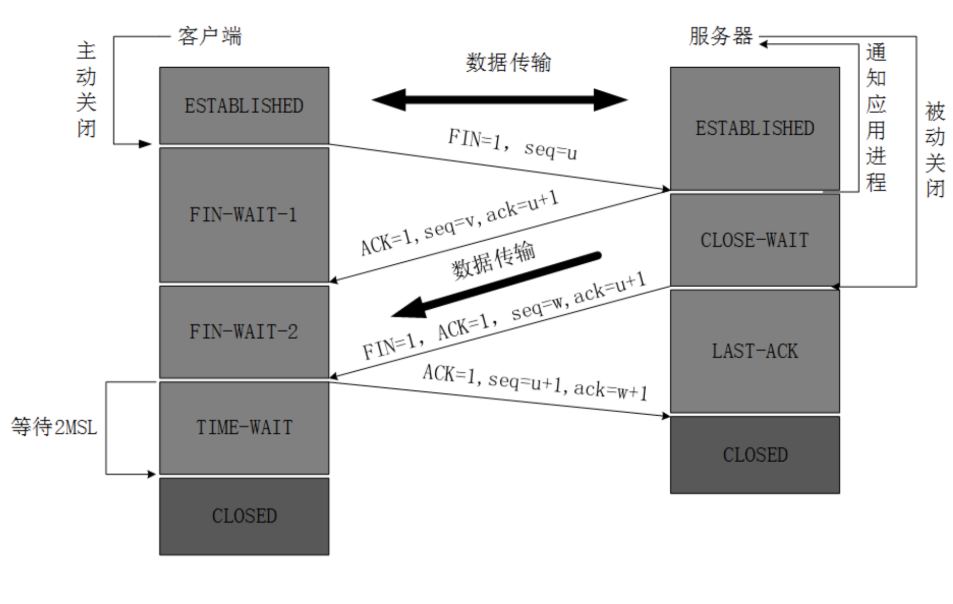 客户端
服务器
主动关闭
数据传输
通知应用进程
被动关闭
ESTABLISHED
ESTABLISHED
FIN=1, seq=u
FIN-WAIT-1
ACK=1,seq=v,ack=u+1
CLOSE-WAIT
数据传输
FIN-WAIT-2
FIN=1, ACK=1, seq=w,ack=u+1
LAST-ACK
ACK=1,seq=u+1,ack=w+1
等待2MSL
TIME-WAIT
CLOSED
CLOSED